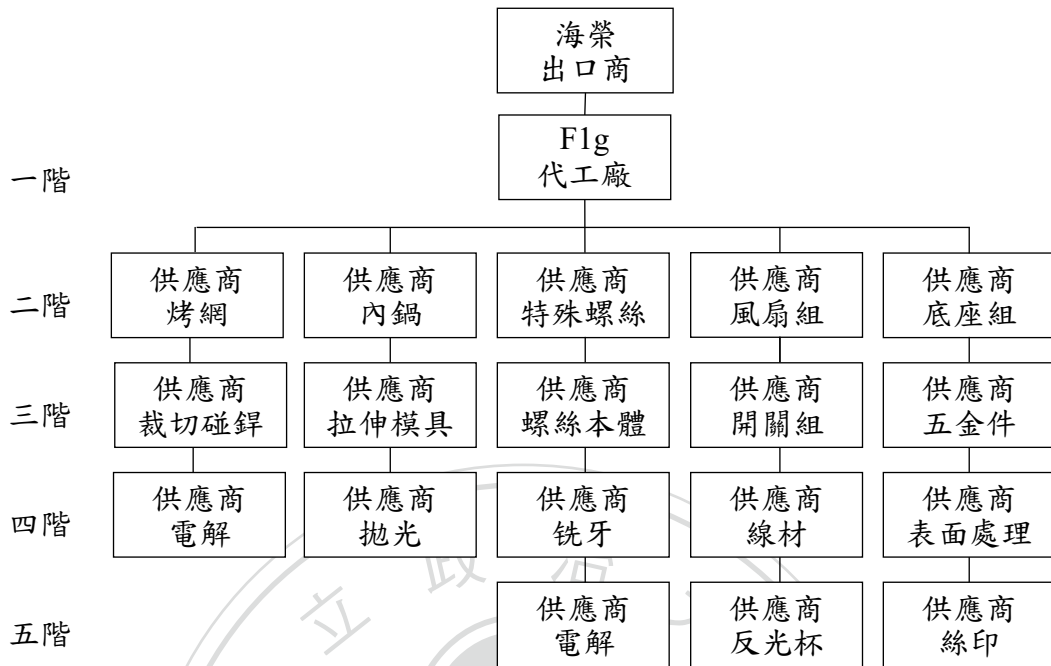 海榮
出口商
F1g
代工廠
一階
二階
供應商
烤網
供應商
內鍋
供應商
特殊螺絲
供應商
風扇組
供應商
底座組
三階
供應商
裁切碰銲
供應商
拉伸模具
供應商
螺絲本體
供應商
開關組
供應商
五金件
四階
供應商
電解
供應商
拋光
供應商
铣牙
供應商
線材
供應商
表面處理
五階
供應商
電解
供應商
反光杯
供應商
絲印
立政治